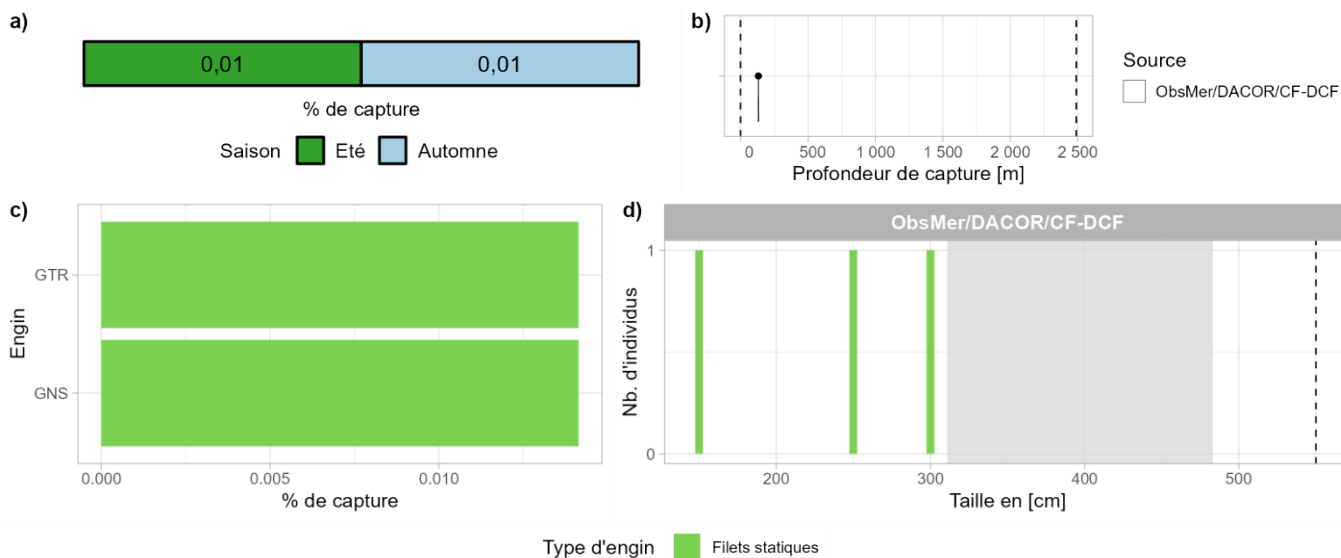 a)
0,01 0,01
% de capture
Saison Eté Automne
b)
0 500 1 000 1 500 2 000 2 500
Profondeur de capture [m]
Source
ObsMer/DACOR/CF-DCF
c)
Engin
GTR
GNS
0.000 0.005 0.010
% de capture
d)
ObsMer/DACOR/CF-DCF
Nb. d'individus
1
0
200 300 400 500
Taille en [cm]
Type d'engin Filets statiques